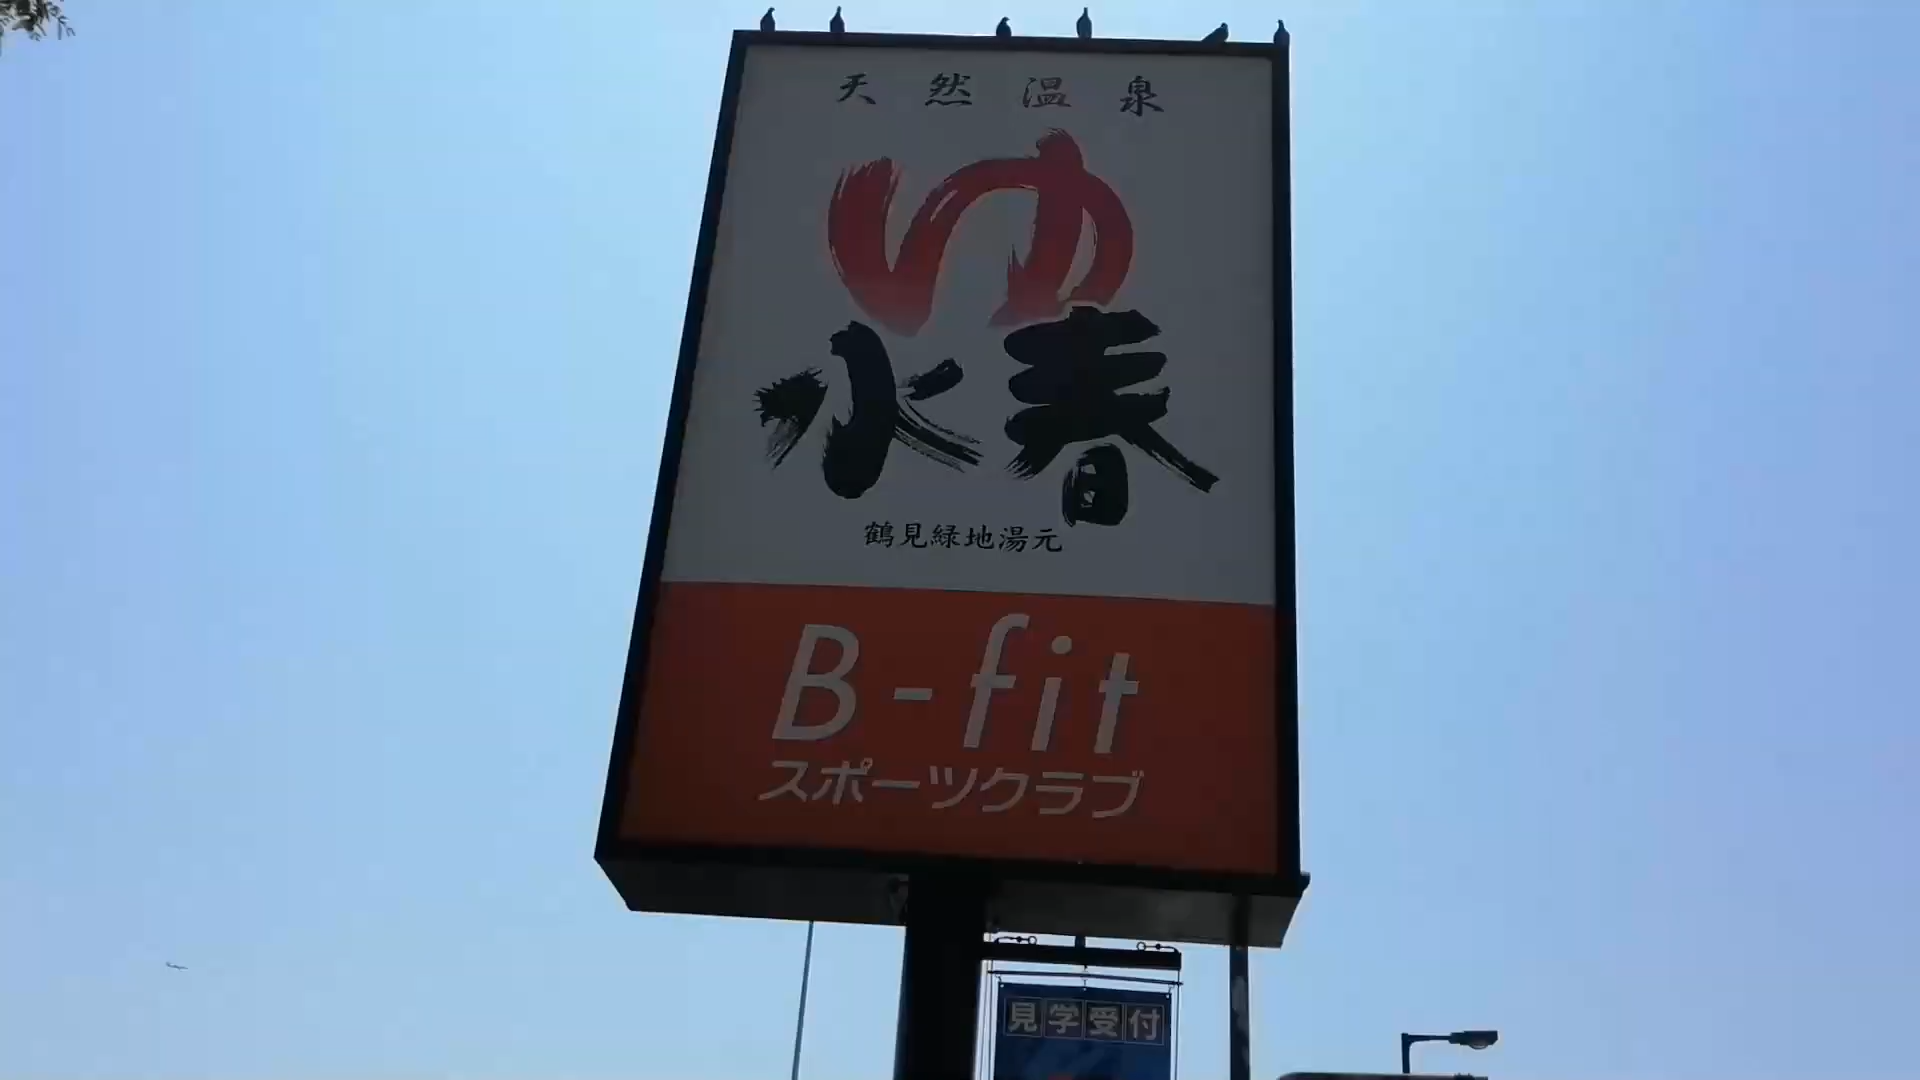 天然温泉
ゆ
水春
鶴見緑地湯元
B-fit
スポーツクラブ
見学受付